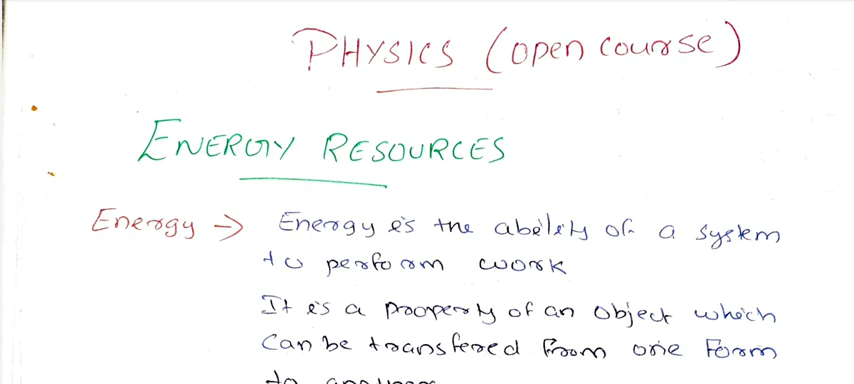 PHYSICS (open course)
ENERGY RESOURCES
Energy → Energy is the ability of a system
to perform work
It is a property of an object which
can be transfered from one form
to